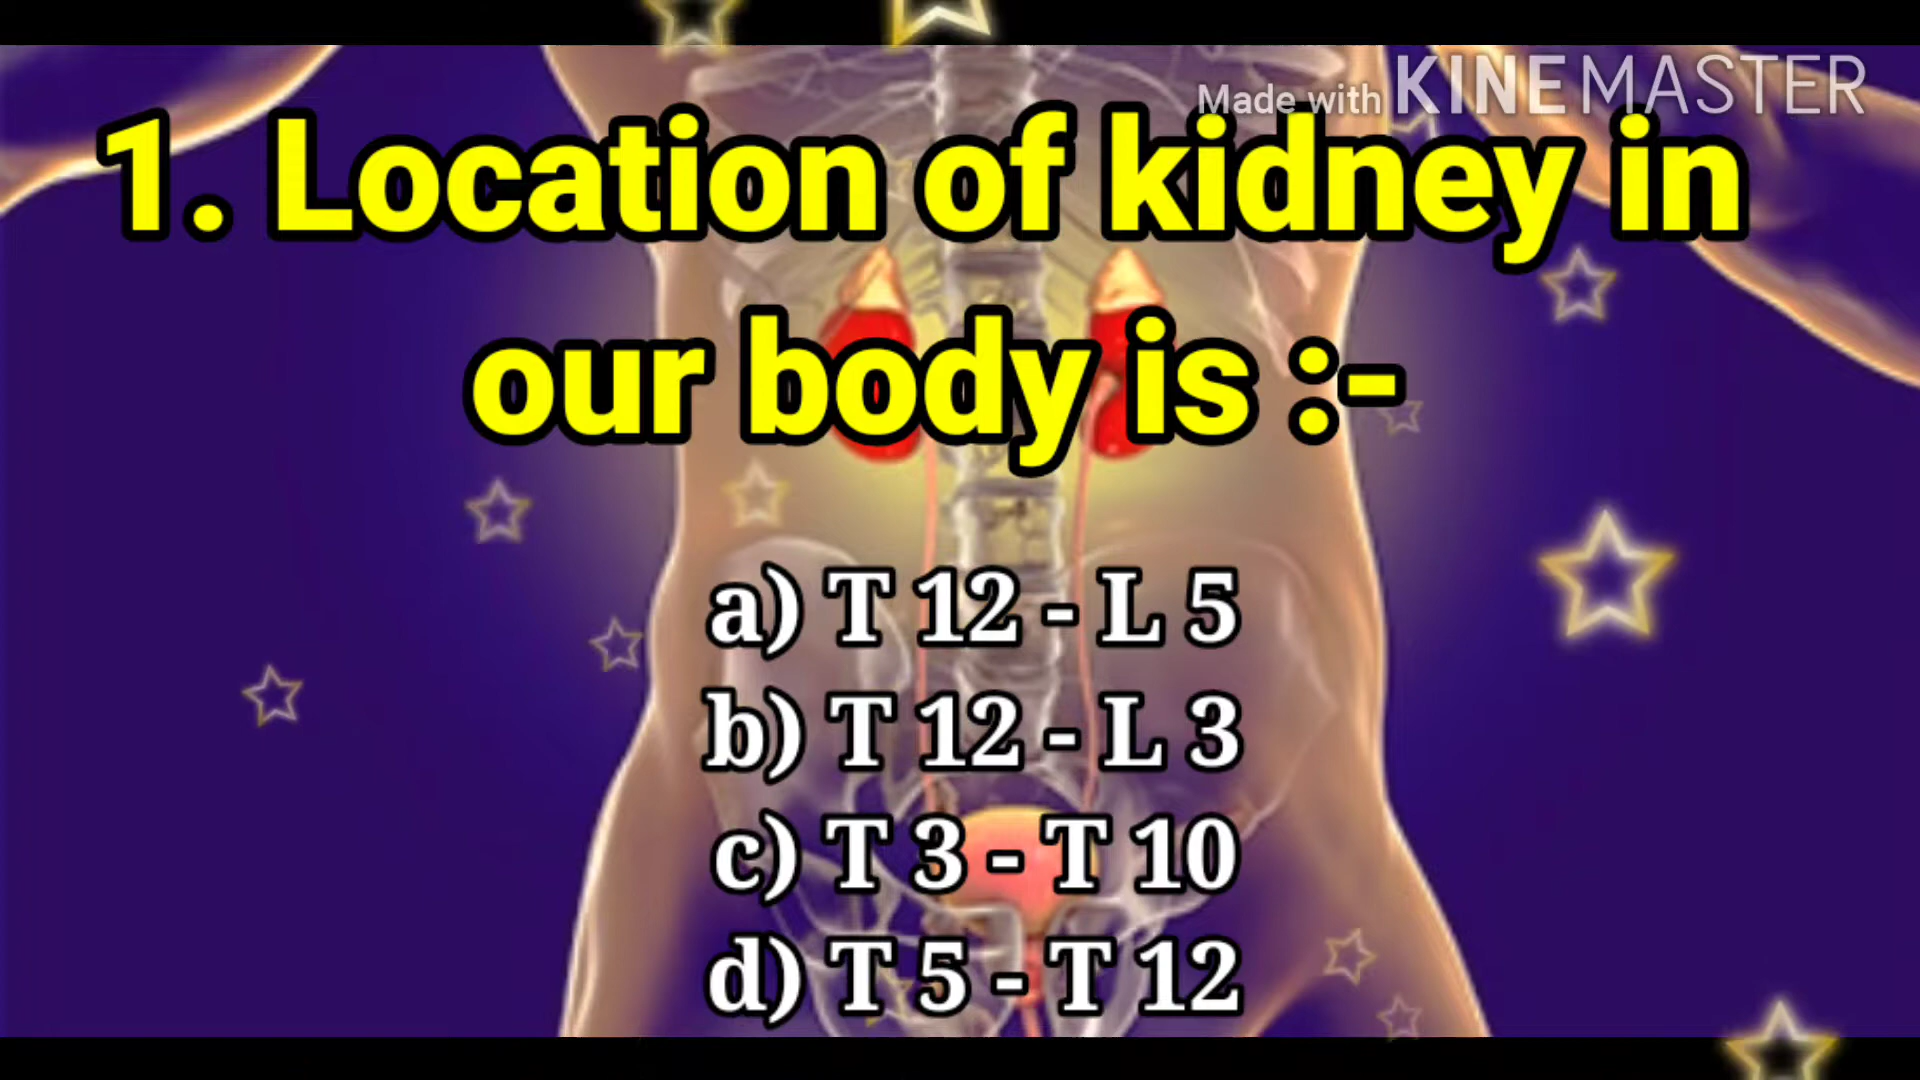 Made with KINEMASTER
1. Location of kidney in
our body is :-
a) T 12 - L 5
b) T 12 - L 3
c) T 3 - T 10
d) T 5 - T 12